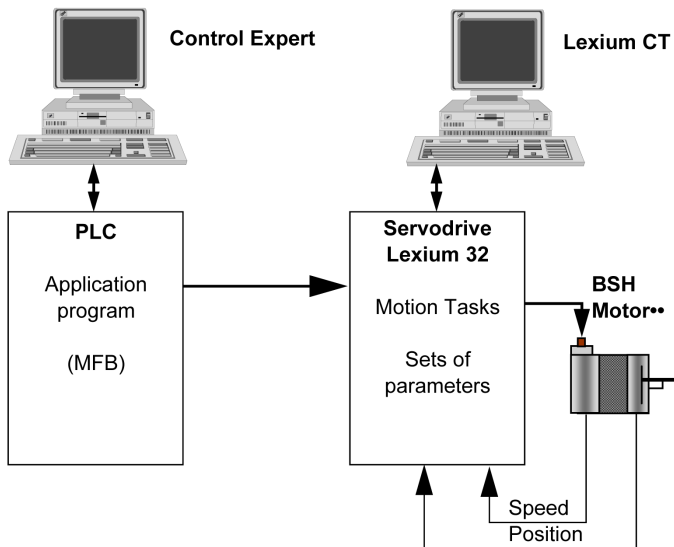 Control Expert
Lexium CT
PLC
Application
program
(MFB)
Servodrive
Lexium 32
Motion Tasks
Sets of
parameters
BSH
Motor••
Speed
Position